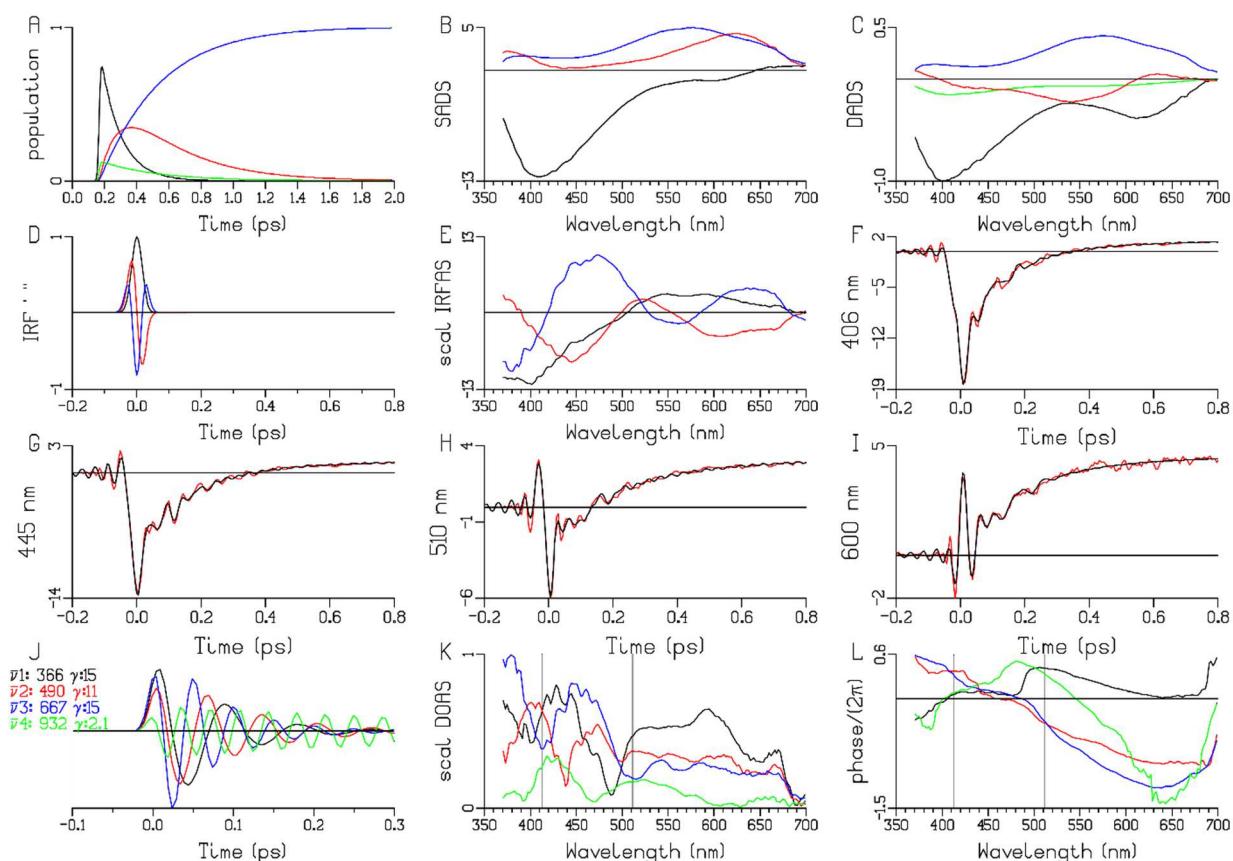 A
1
population
0
0.0 0.2 0.4 0.6 0.8 1.0 1.2 1.4 1.6 1.8 2.0
Time (ps)
B
5
SADS
-13
350 400 450 500 550 600 650 700
Wavelength (nm)
C
0.5
DADS
-1.0
350 400 450 500 550 600 650 700
Wavelength (nm)
D
1
IRF ' "
-1
-0.2 0.0 0.2 0.4 0.6 0.8
Time (ps)
E
13
scal IRFAS
-13
350 400 450 500 550 600 650 700
Wavelength (nm)
F
2
-5
-12
-19
406 nm
-0.2 0.0 0.2 0.4 0.6 0.8
Time (ps)
G
3
445 nm
-14
-0.2 0.0 0.2 0.4 0.6 0.8
Time (ps)
H
4
-1
-6
510 nm
-0.2 0.0 0.2 0.4 0.6 0.8
Time (ps)
I
5
600 nm
-2
-0.2 0.0 0.2 0.4 0.6 0.8
Time (ps)
J
ν̅1: 366 γ:15
ν̅2: 490 γ:11
ν̅3: 667 γ:15
ν̅4: 932 γ:2.1
-0.1 0.0 0.1 0.2 0.3
Time (ps)
K
1
scal DOAS
0
350 400 450 500 550 600 650 700
Wavelength (nm)
L
0.6
phase/(2π)
-1.5
350 400 450 500 550 600 650 700
Wavelength (nm)